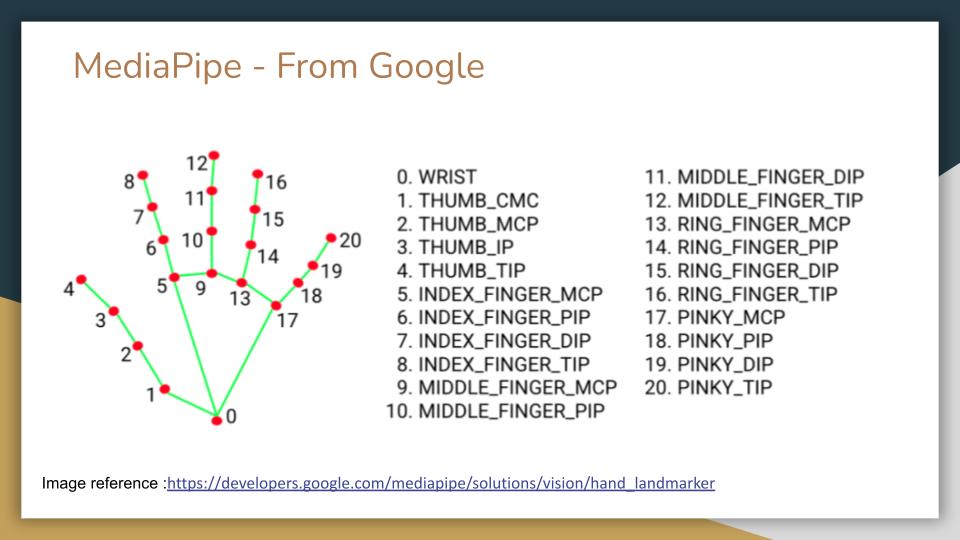 MediaPipe - From Google
12
8
16
11
7
15
10
6
20
14
19
5
9
4
13
18
3
17
2
1
0
0. WRIST
1. THUMB_CMC
2. THUMB_MCP
3. THUMB_IP
4. THUMB_TIP
5. INDEX_FINGER_MCP
6. INDEX_FINGER_PIP
7. INDEX_FINGER_DIP
8. INDEX_FINGER_TIP
9. MIDDLE_FINGER_MCP
10. MIDDLE_FINGER_PIP
11. MIDDLE_FINGER_DIP
12. MIDDLE_FINGER_TIP
13. RING_FINGER_MCP
14. RING_FINGER_PIP
15. RING_FINGER_DIP
16. RING_FINGER_TIP
17. PINKY_MCP
18. PINKY_PIP
19. PINKY_DIP
20. PINKY_TIP
Image reference :https://developers.google.com/mediapipe/solutions/vision/hand_landmarker